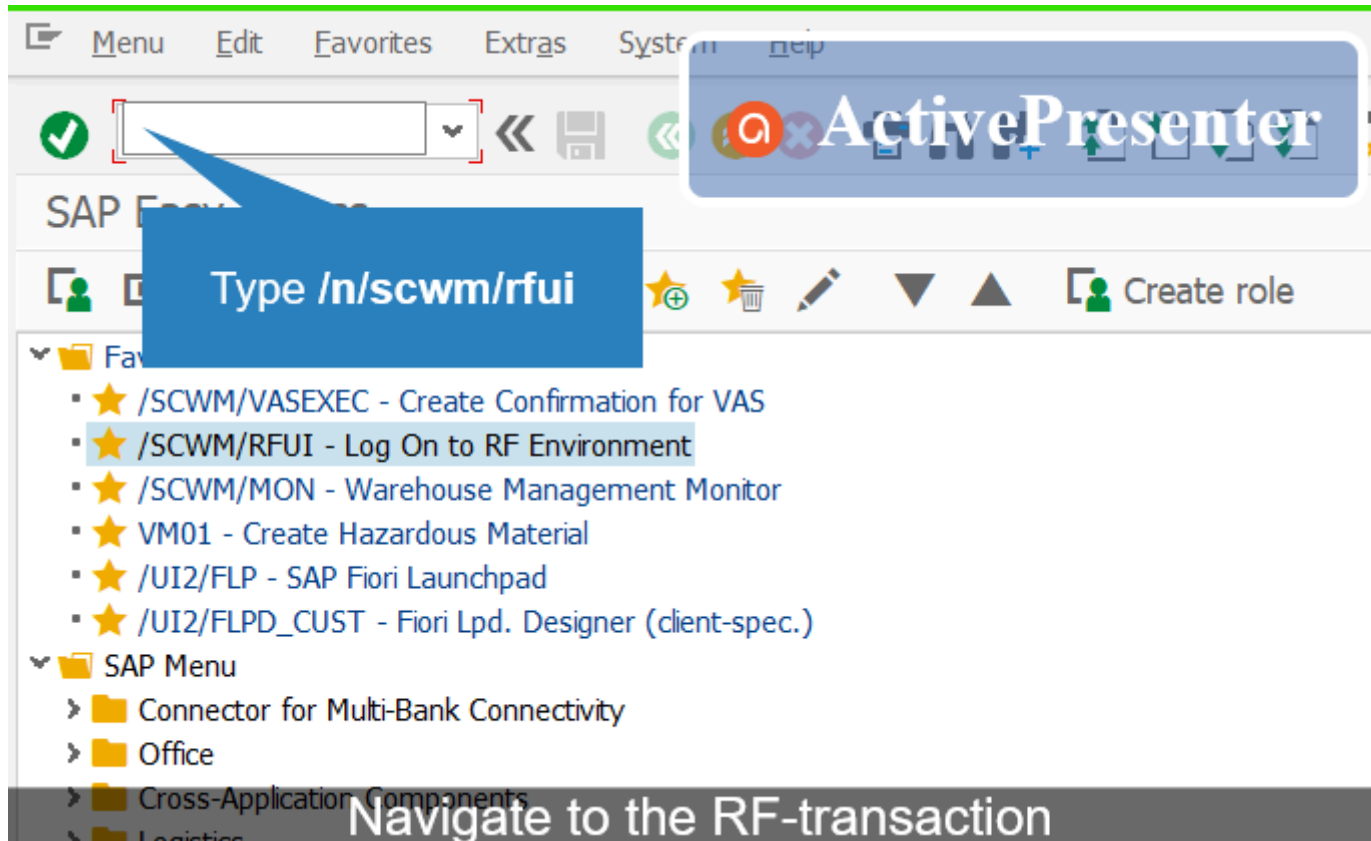 Menu Edit Favorites Extras System Help
ActivePresenter
SAP Easy
Type /n/scwm/rfui
Create role
Fav
/SCWM/VASEXEC - Create Confirmation for VAS
/SCWM/RFUI - Log On to RF Environment
/SCWM/MON - Warehouse Management Monitor
VM01 - Create Hazardous Material
/UI2/FLP - SAP Fiori Launchpad
/UI2/FLPD_CUST - Fiori Lpd. Designer (client-spec.)
SAP Menu
Connector for Multi-Bank Connectivity
Office
Cross-Application Components
Navigate to the RF-transaction
Logistics